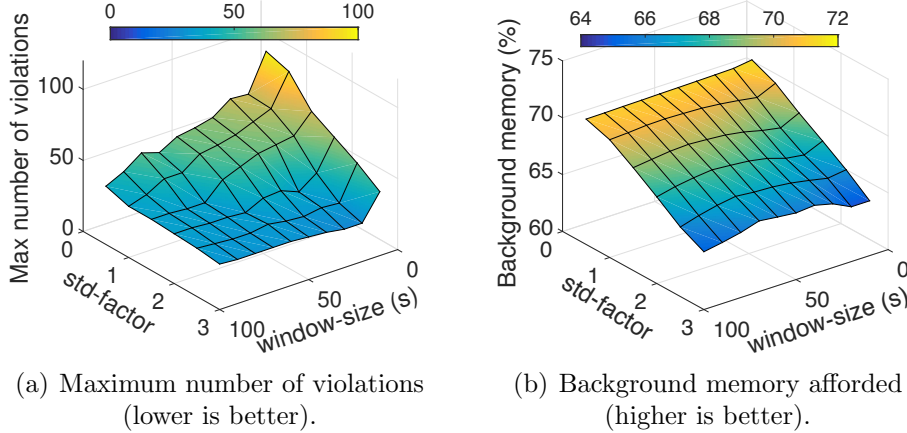 0 50 100
Max number of violations
100
50
0
0
1
2
3
std-factor
100
50
0
window-size (s)
64 66 68 70 72
Background memory (%)
75
70
65
60
0
1
2
3
std-factor
100
50
0
window-size (s)
(a) Maximum number of violations
(lower is better).
(b) Background memory afforded
(higher is better).